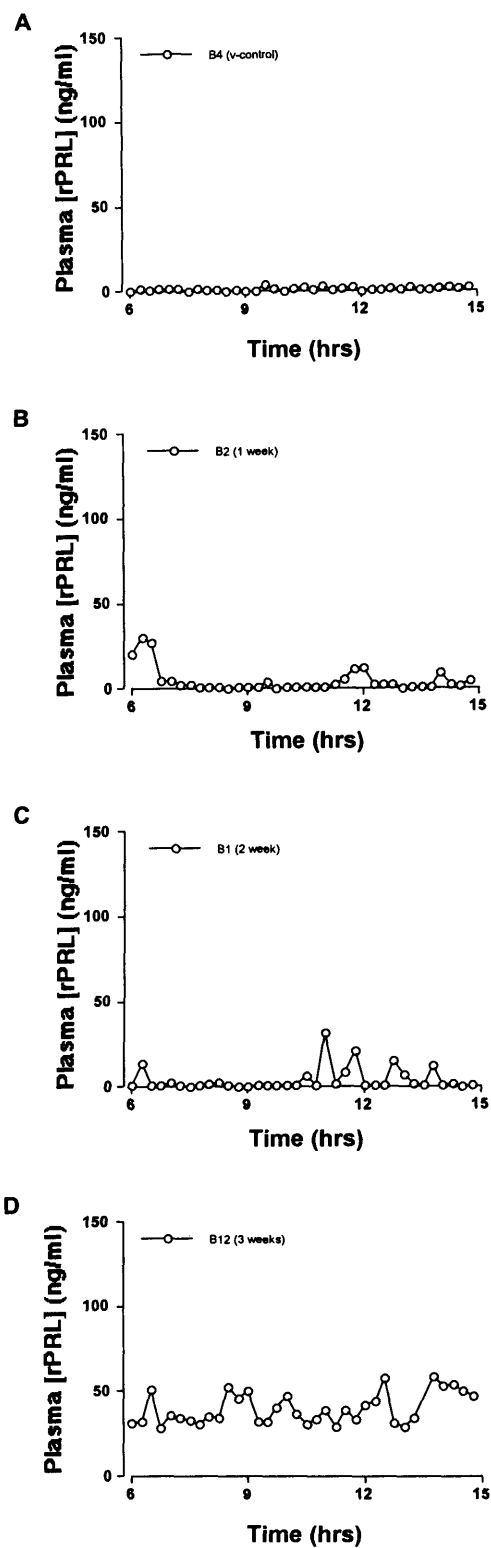 A
Plasma [rPRL] (ng/ml)
150
100
50
0
B4 (v-control)
6
9
12
15
Time (hrs)
B
Plasma [rPRL] (ng/ml)
150
100
50
0
B2 (1 week)
6
9
12
15
Time (hrs)
C
Plasma [rPRL] (ng/ml)
150
100
50
0
B1 (2 week)
6
9
12
15
Time (hrs)
D
Plasma [rPRL] (ng/ml)
150
100
50
0
B12 (3 weeks)
6
9
12
15
Time (hrs)